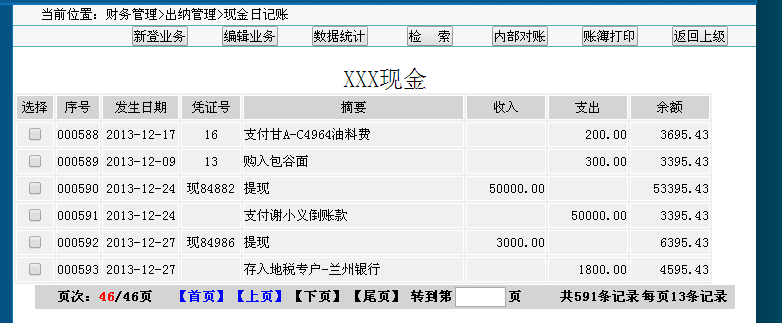 当前位置：财务管理>出纳管理>现金日记账
新登业务 编辑业务 数据统计 检 索 内部对账 账簿打印 返回上级
XXX现金
选择 序号 发生日期 凭证号 摘要 收入 支出 余额
000588 2013-12-17 16 支付甘A-C4964油料费 200.00 3695.43
000589 2013-12-09 13 购入包谷面 300.00 3395.43
000590 2013-12-24 现84882 提现 50000.00 53395.43
000591 2013-12-24 支付谢小义倒账款 50000.00 3395.43
000592 2013-12-27 现84986 提现 3000.00 6395.43
000593 2013-12-27 存入地税专户-兰州银行 1800.00 4595.43
页次：46/46页 【首页】【上页】【下页】【尾页】 转到第 页 共591条记录 每页13条记录